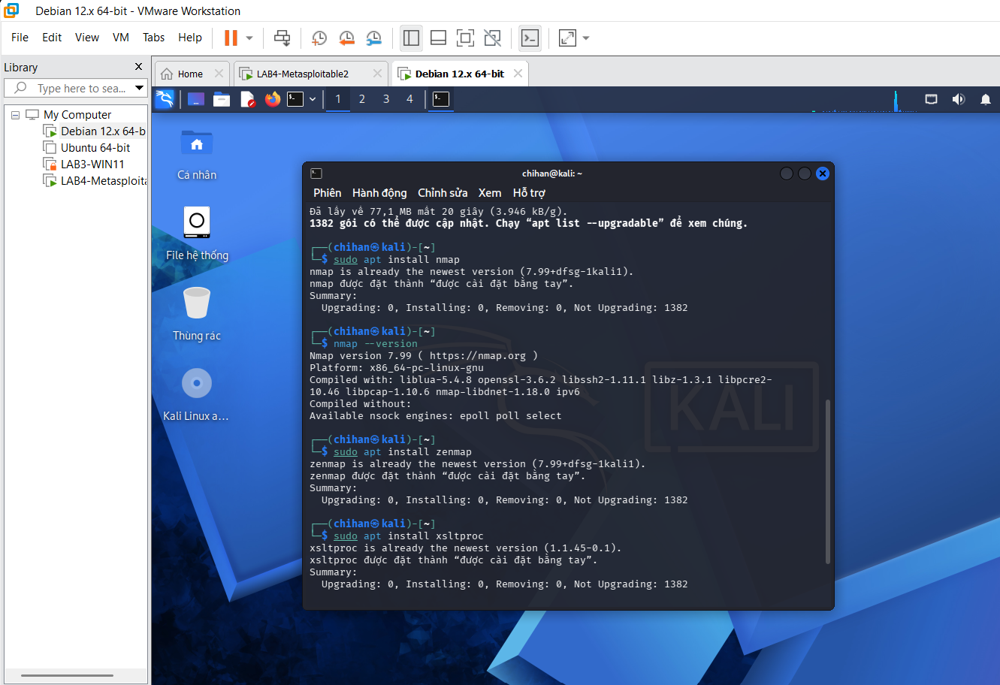 Debian 12.x 64-bit - VMware Workstation
File Edit View VM Tabs Help
Library
Type here to sea...
My Computer
Debian 12.x 64-b
Ubuntu 64-bit
LAB3-WIN11
LAB4-Metasploita
Home
LAB4-Metasploitable2
Debian 12.x 64-bit
1 2 3 4
Cá nhân
File hệ thống
Thùng rác
Kali Linux a...
chihan@kali: ~
Phiên Hành động Chỉnh sửa Xem Hỗ trợ
Đã lấy về 77,1 MB mất 20 giây (3.946 kB/g).
1382 gói có thể được cập nhật. Chạy “apt list --upgradable” để xem chúng.
┌──(chihan㉿kali)-[~]
└─$ sudo apt install nmap
nmap is already the newest version (7.99+dfsg-1kali1).
nmap được đặt thành “được cài đặt bằng tay”.
Summary:
Upgrading: 0, Installing: 0, Removing: 0, Not Upgrading: 1382
┌──(chihan㉿kali)-[~]
└─$ nmap --version
Nmap version 7.99 ( https://nmap.org )
Platform: x86_64-pc-linux-gnu
Compiled with: liblua-5.4.8 openssl-3.6.2 libssh2-1.11.1 libz-1.3.1 libpcre2-
10.46 libpcap-1.10.6 nmap-libdnet-1.18.0 ipv6
Compiled without:
Available nsock engines: epoll poll select
┌──(chihan㉿kali)-[~]
└─$ sudo apt install zenmap
zenmap is already the newest version (7.99+dfsg-1kali1).
zenmap được đặt thành “được cài đặt bằng tay”.
Summary:
Upgrading: 0, Installing: 0, Removing: 0, Not Upgrading: 1382
┌──(chihan㉿kali)-[~]
└─$ sudo apt install xsltproc
xsltproc is already the newest version (1.1.45-0.1).
xsltproc được đặt thành “được cài đặt bằng tay”.
Summary:
Upgrading: 0, Installing: 0, Removing: 0, Not Upgrading: 1382
KALI